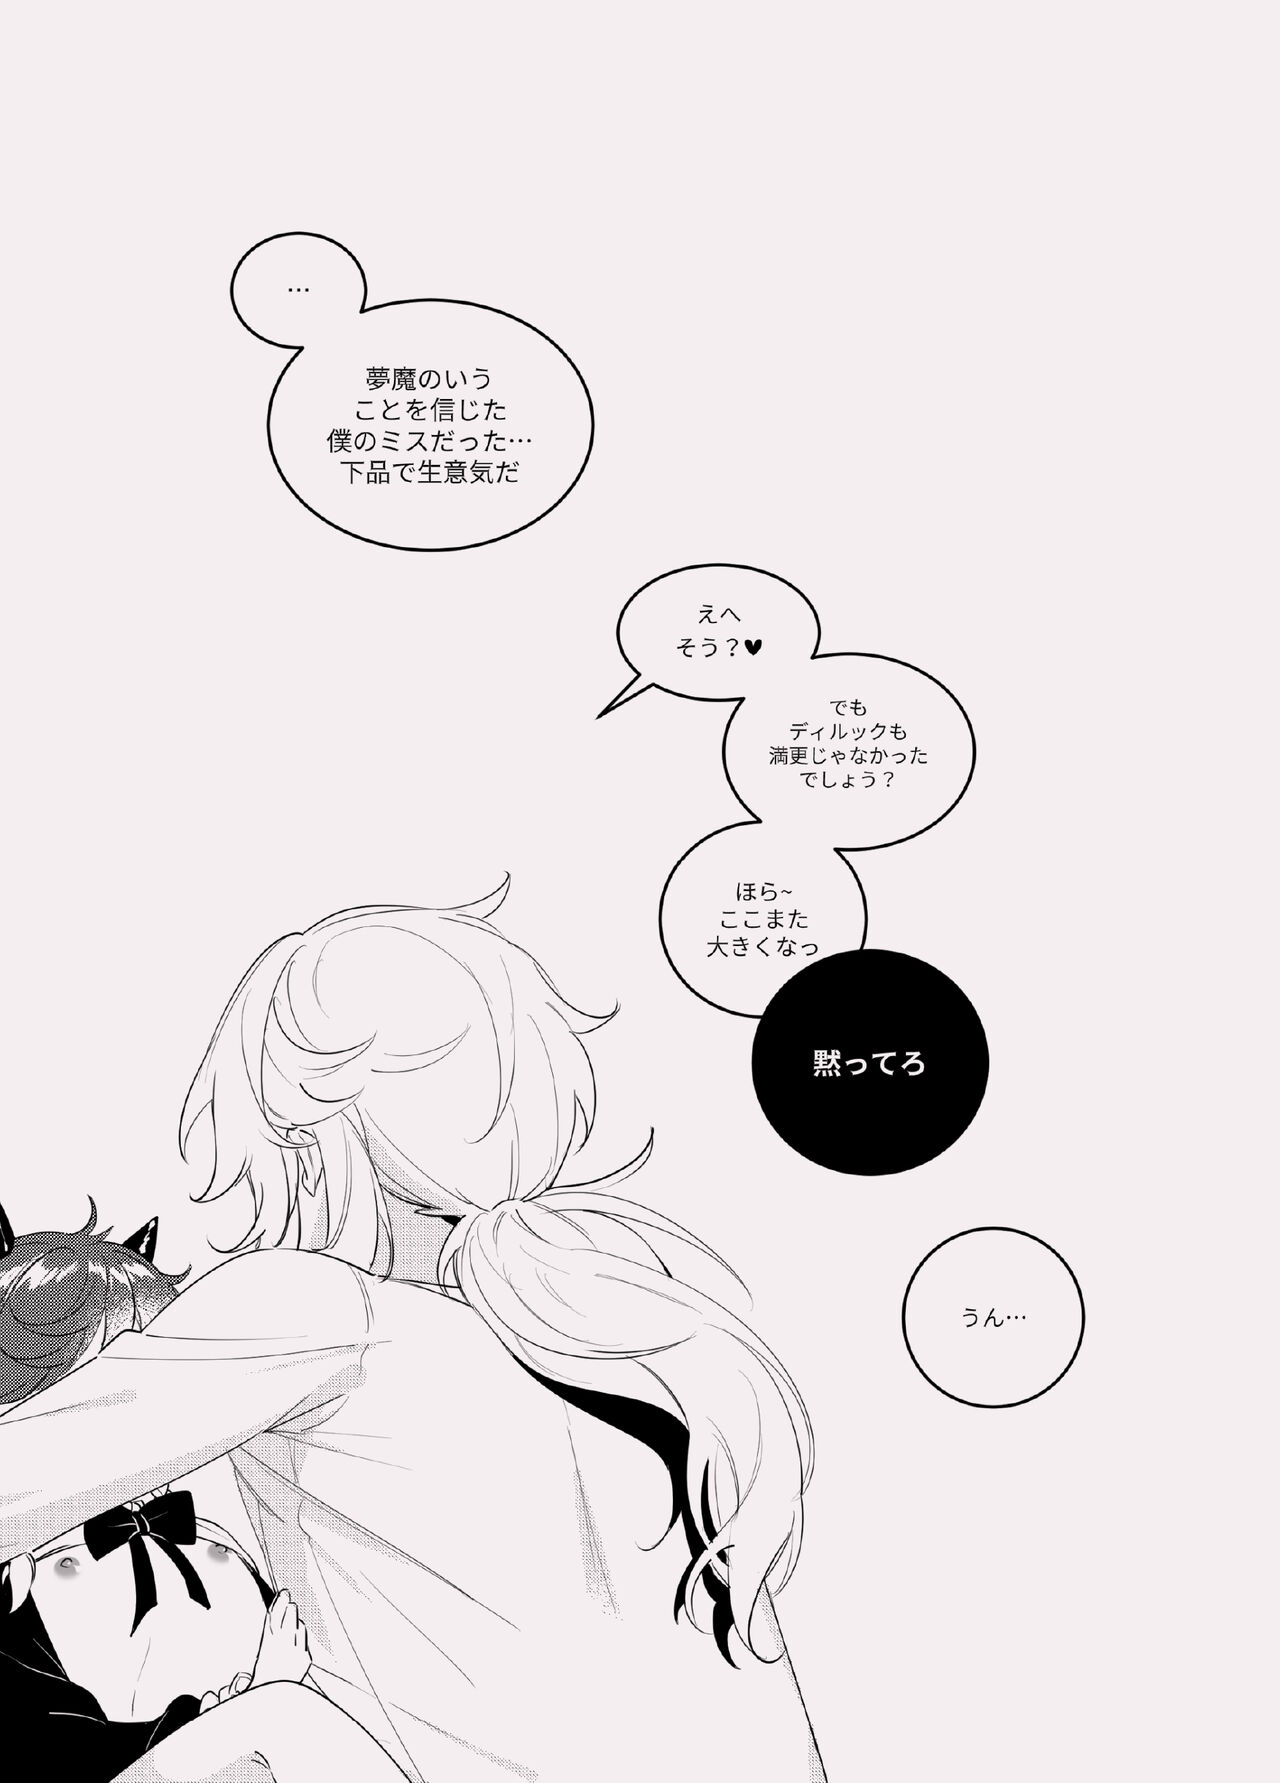 …
夢魔のいう
ことを信じた
僕のミスだった…
下品で生意気だ
えへ
そう？♥
でも
ディルックも
満更じゃなかった
でしょう？
ほら~
ここまた
大きくなっ
黙ってろ
うん…